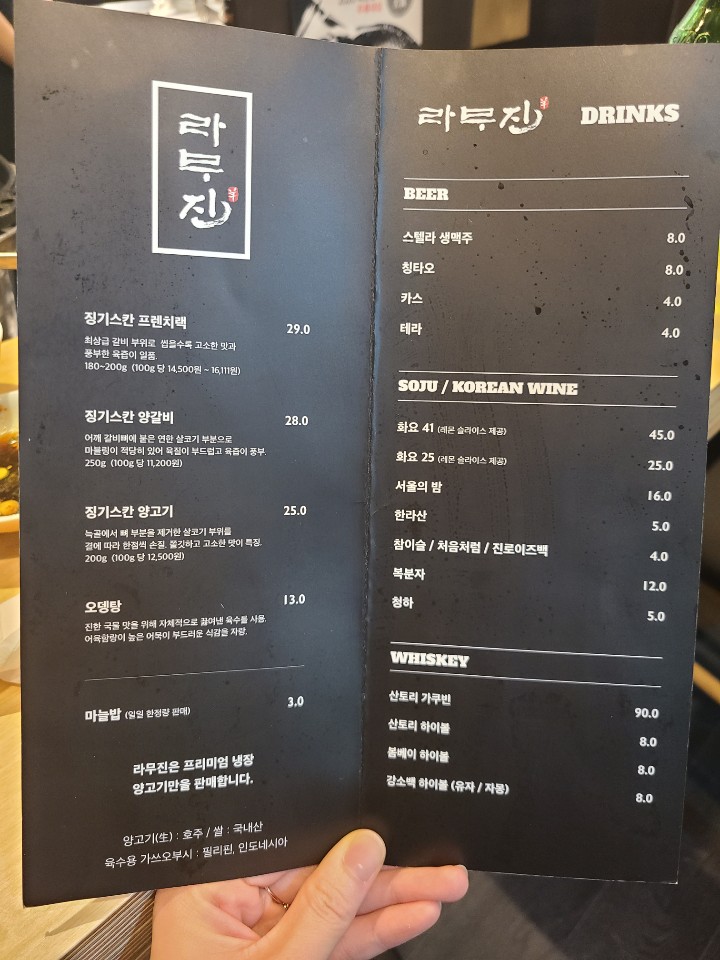 라
무
진
징기스칸 프렌치랙 29.0
최상급 갈비 부위로 씹을수록 고소한 맛과
풍부한 육즙이 일품.
180~200g (100g 당 14,500원 ~ 16,111원)
징기스칸 양갈비 28.0
어깨 갈비뼈에 붙은 연한 살코기 부분으로
마블링이 적당히 있어 육질이 부드럽고 육즙이 풍부.
250g (100g 당 11,200원)
징기스칸 양고기 25.0
늑골에서 뼈 부분을 제거한 살코기 부위를
결에 따라 한점씩 손질. 쫄깃하고 고소한 맛이 특징.
200g (100g 당 12,500원)
오뎅탕 13.0
진한 국물 맛을 위해 자체적으로 끓여낸 육수를 사용.
어육함량이 높은 어묵이 부드러운 식감을 자랑.
마늘밥 (일일 한정량 판매) 3.0
라무진은 프리미엄 냉장
양고기만을 판매합니다.
양고기(生) : 호주 / 쌀 : 국내산
육수용 가쓰오부시 : 필리핀, 인도네시아
라무진 DRINKS
BEER
스텔라 생맥주 8.0
칭타오 8.0
카스 4.0
테라 4.0
SOJU / KOREAN WINE
화요 41 (레몬 슬라이스 제공) 45.0
화요 25 (레몬 슬라이스 제공) 25.0
서울의 밤 16.0
한라산 5.0
참이슬 / 처음처럼 / 진로이즈백 4.0
복분자 12.0
청하 5.0
WHISKEY
산토리 가쿠빈 90.0
산토리 하이볼 8.0
봄베이 하이볼 8.0
강소백 하이볼 (유자 / 자몽) 8.0